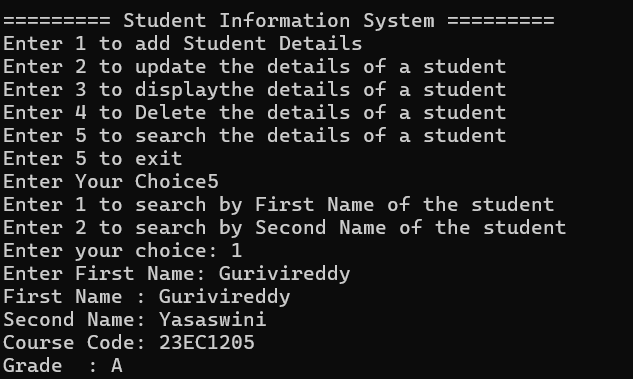 ========= Student Information System =========
Enter 1 to add Student Details
Enter 2 to update the details of a student
Enter 3 to displaythe details of a student
Enter 4 to Delete the details of a student
Enter 5 to search the details of a student
Enter 5 to exit
Enter Your Choice5
Enter 1 to search by First Name of the student
Enter 2 to search by Second Name of the student
Enter your choice: 1
Enter First Name: Gurivireddy
First Name : Gurivireddy
Second Name: Yasaswini
Course Code: 23EC1205
Grade  : A